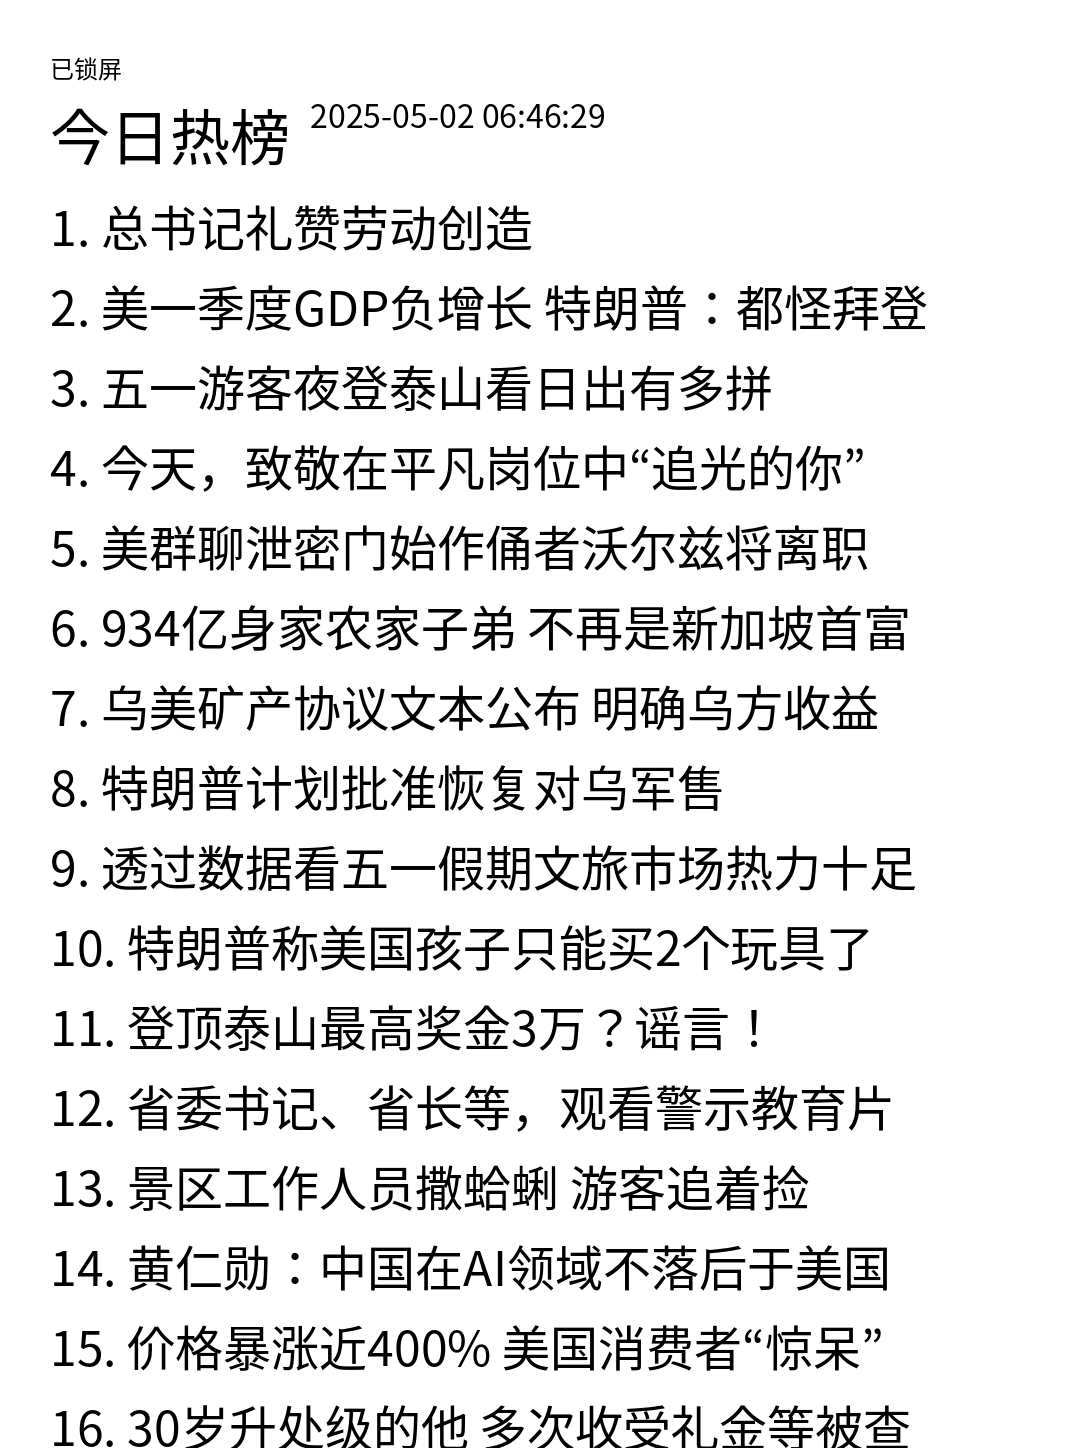 已锁屏
今日热榜 2025-05-02 06:46:29
1. 总书记礼赞劳动创造
2. 美一季度GDP负增长 特朗普：都怪拜登
3. 五一游客夜登泰山看日出有多拼
4. 今天，致敬在平凡岗位中“追光的你”
5. 美群聊泄密门始作俑者沃尔兹将离职
6. 934亿身家农家子弟 不再是新加坡首富
7. 乌美矿产协议文本公布 明确乌方收益
8. 特朗普计划批准恢复对乌军售
9. 透过数据看五一假期文旅市场热力十足
10. 特朗普称美国孩子只能买2个玩具了
11. 登顶泰山最高奖金3万？谣言！
12. 省委书记、省长等，观看警示教育片
13. 景区工作人员撒蛤蜊 游客追着捡
14. 黄仁勋：中国在AI领域不落后于美国
15. 价格暴涨近400% 美国消费者“惊呆”
16. 30岁升处级的他 多次收受礼金等被查